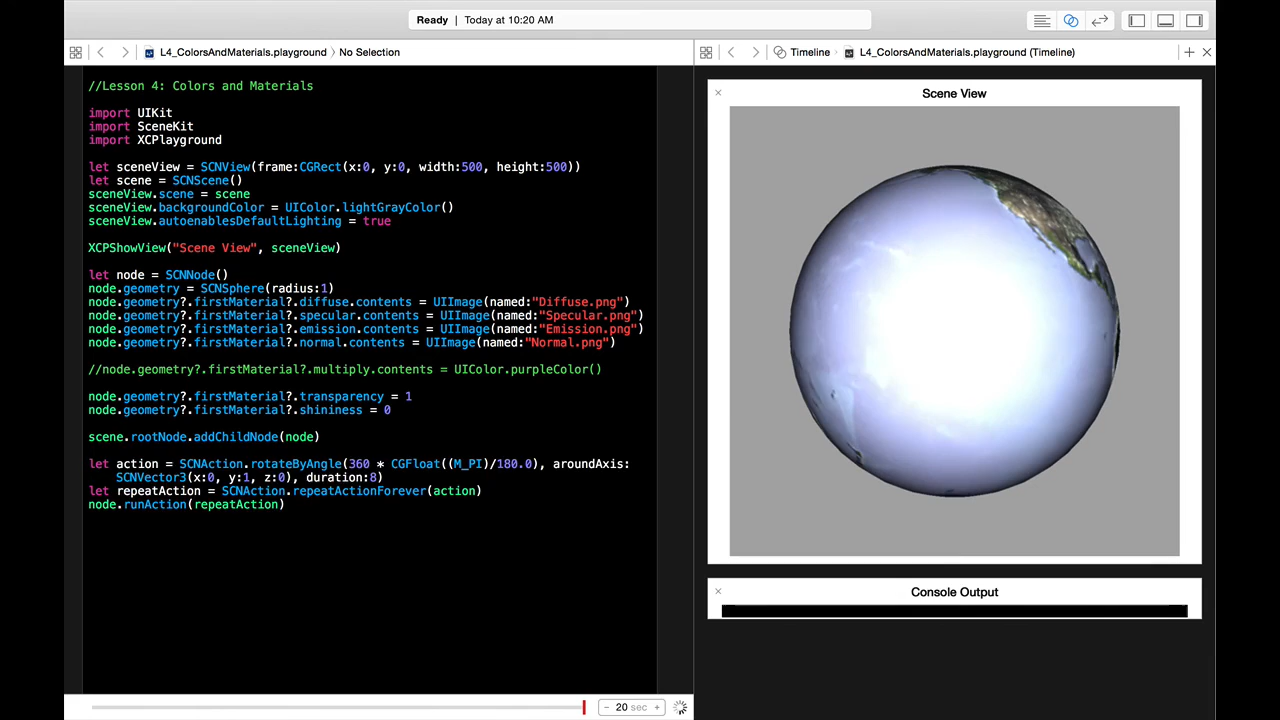 Ready | Today at 10:20 AM
L4_ColorsAndMaterials.playground 〉No Selection
Timeline 〉 L4_ColorsAndMaterials.playground (Timeline)
//Lesson 4: Colors and Materials
import UIKit
import SceneKit
import XCPlayground
let sceneView = SCNView(frame:CGRect(x:0, y:0, width:500, height:500))
let scene = SCNScene()
sceneView.scene = scene
sceneView.backgroundColor = UIColor.lightGrayColor()
sceneView.autoenablesDefaultLighting = true
XCPShowView("Scene View", sceneView)
let node = SCNNode()
node.geometry = SCNSphere(radius:1)
node.geometry?.firstMaterial?.diffuse.contents = UIImage(named:"Diffuse.png")
node.geometry?.firstMaterial?.specular.contents = UIImage(named:"Specular.png")
node.geometry?.firstMaterial?.emission.contents = UIImage(named:"Emission.png")
node.geometry?.firstMaterial?.normal.contents = UIImage(named:"Normal.png")
//node.geometry?.firstMaterial?.multiply.contents = UIColor.purpleColor()
node.geometry?.firstMaterial?.transparency = 1
node.geometry?.firstMaterial?.shininess = 0
scene.rootNode.addChildNode(node)
let action = SCNAction.rotateByAngle(360 * CGFloat((M_PI)/180.0), aroundAxis:
SCNVector3(x:0, y:1, z:0), duration:8)
let repeatAction = SCNAction.repeatActionForever(action)
node.runAction(repeatAction)
Scene View
Console Output
− 20 sec +